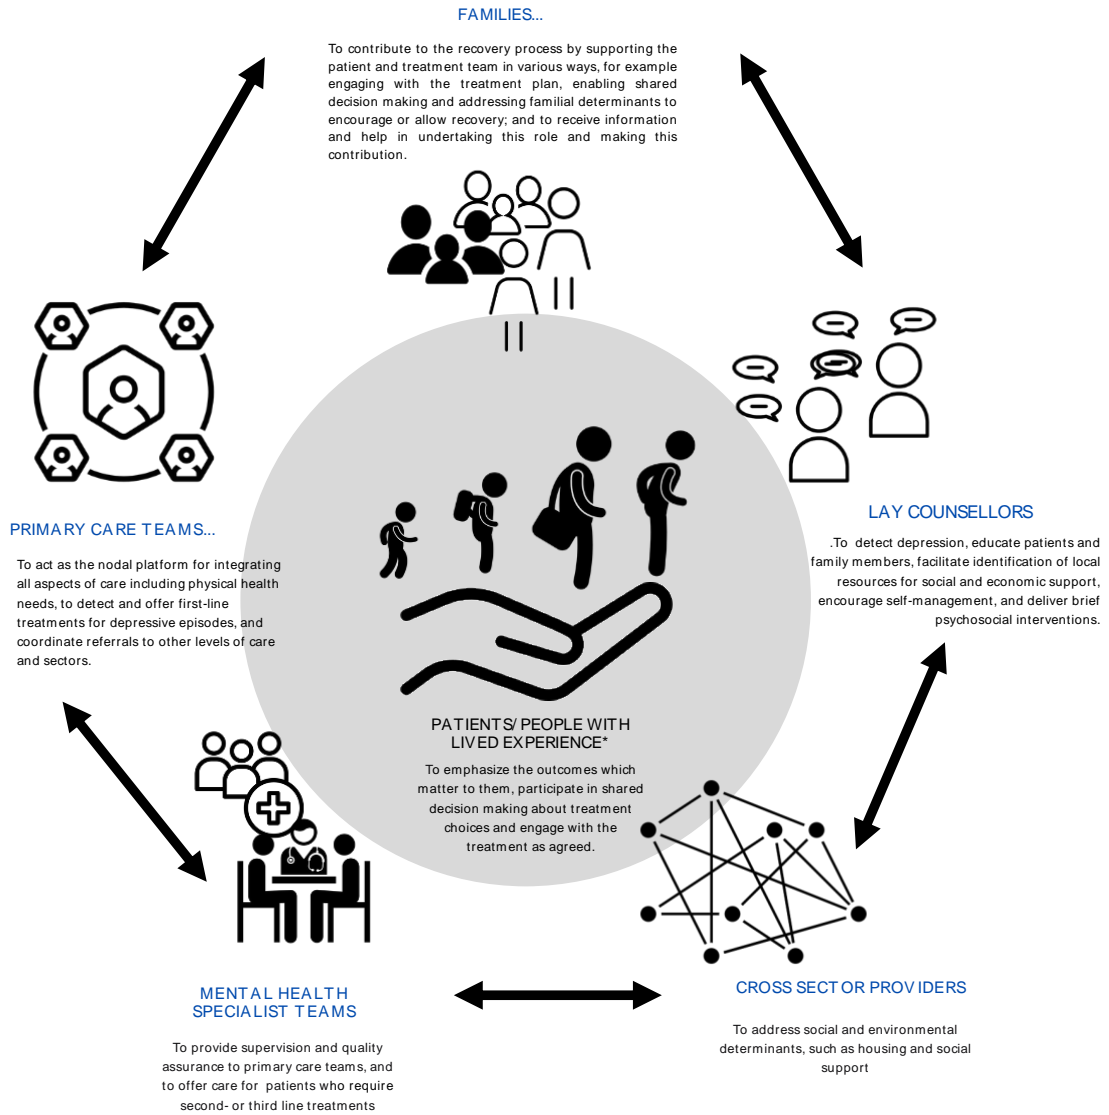 FAMILIES...
To contribute to the recovery process by supporting the
patient and treatment team in various ways, for example
engaging with the treatment plan, enabling shared
decision making and addressing familial determinants to
encourage or allow recovery; and to receive information
and help in undertaking this role and making this
contribution.
PRIMARY CARE TEAMS...
To act as the nodal platform for integrating
all aspects of care including physical health
needs, to detect and offer first-line
treatments for depressive episodes, and
coordinate referrals to other levels of care
and sectors.
LAY COUNSELLORS
.To detect depression, educate patients and
family members, facilitate identification of local
resources for social and economic support,
encourage self-management, and deliver brief
psychosocial interventions.
PATIENTS/ PEOPLE WITH
LIVED EXPERIENCE*
To emphasize the outcomes which
matter to them, participate in shared
decision making about treatment
choices and engage with the
treatment as agreed.
MENTAL HEALTH
SPECIALIST TEAMS
To provide supervision and quality
assurance to primary care teams, and
to offer care for patients who require
second- or third line treatments
CROSS SECTOR PROVIDERS
To address social and environmental
determinants, such as housing and social
support